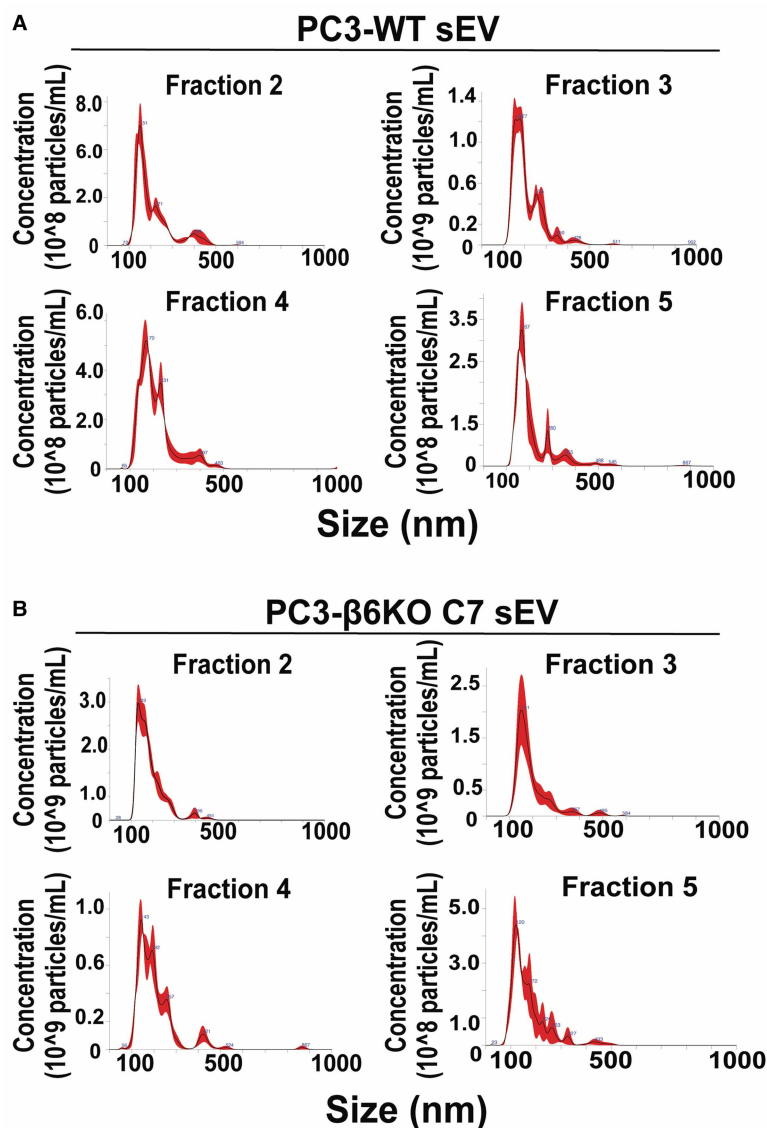 A
PC3-WT sEV
Fraction 2
Concentration
(10^8 particles/mL)
8.0
6.0
2.0
0
100 500 1000
Fraction 3
Concentration
(10^9 particles/mL)
1.4
1.0
0.6
0.2
0
100 500 1000
Fraction 4
Concentration
(10^8 particles/mL)
6.0
4.0
2.0
0
100 500 1000
Fraction 5
Concentration
(10^8 particles/mL)
3.5
2.5
1.5
0
100 500 1000
Size (nm)
B
PC3-β6KO C7 sEV
Fraction 2
Concentration
(10^9 particles/mL)
3.0
2.0
1.0
0
100 500 1000
Fraction 3
Concentration
(10^9 particles/mL)
2.5
1.5
0.5
0
100 500 1000
Fraction 4
Concentration
(10^9 particles/mL)
1.0
0.6
0.2
0
100 500 1000
Fraction 5
Concentration
(10^8 particles/mL)
5.0
3.0
1.0
0
100 500 1000
Size (nm)